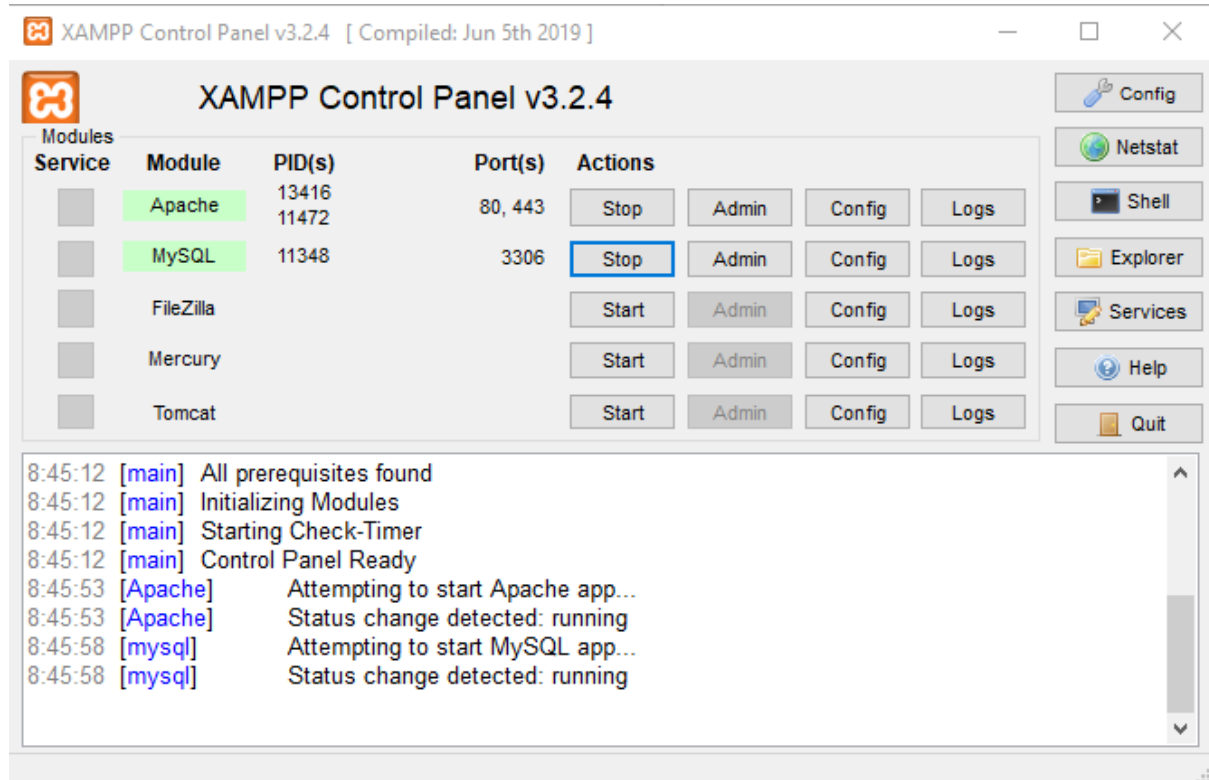 XAMPP Control Panel v3.2.4 [ Compiled: Jun 5th 2019 ]
XAMPP Control Panel v3.2.4
Config
Modules
Netstat
Service Module PID(s) Port(s) Actions
Apache 13416 11472 80, 443 Stop Admin Config Logs
Shell
MySQL 11348 3306 Stop Admin Config Logs
Explorer
FileZilla Start Admin Config Logs
Services
Mercury Start Admin Config Logs
Help
Tomcat Start Admin Config Logs
Quit
8:45:12 [main] All prerequisites found
8:45:12 [main] Initializing Modules
8:45:12 [main] Starting Check-Timer
8:45:12 [main] Control Panel Ready
8:45:53 [Apache] Attempting to start Apache app...
8:45:53 [Apache] Status change detected: running
8:45:58 [mysql] Attempting to start MySQL app...
8:45:58 [mysql] Status change detected: running